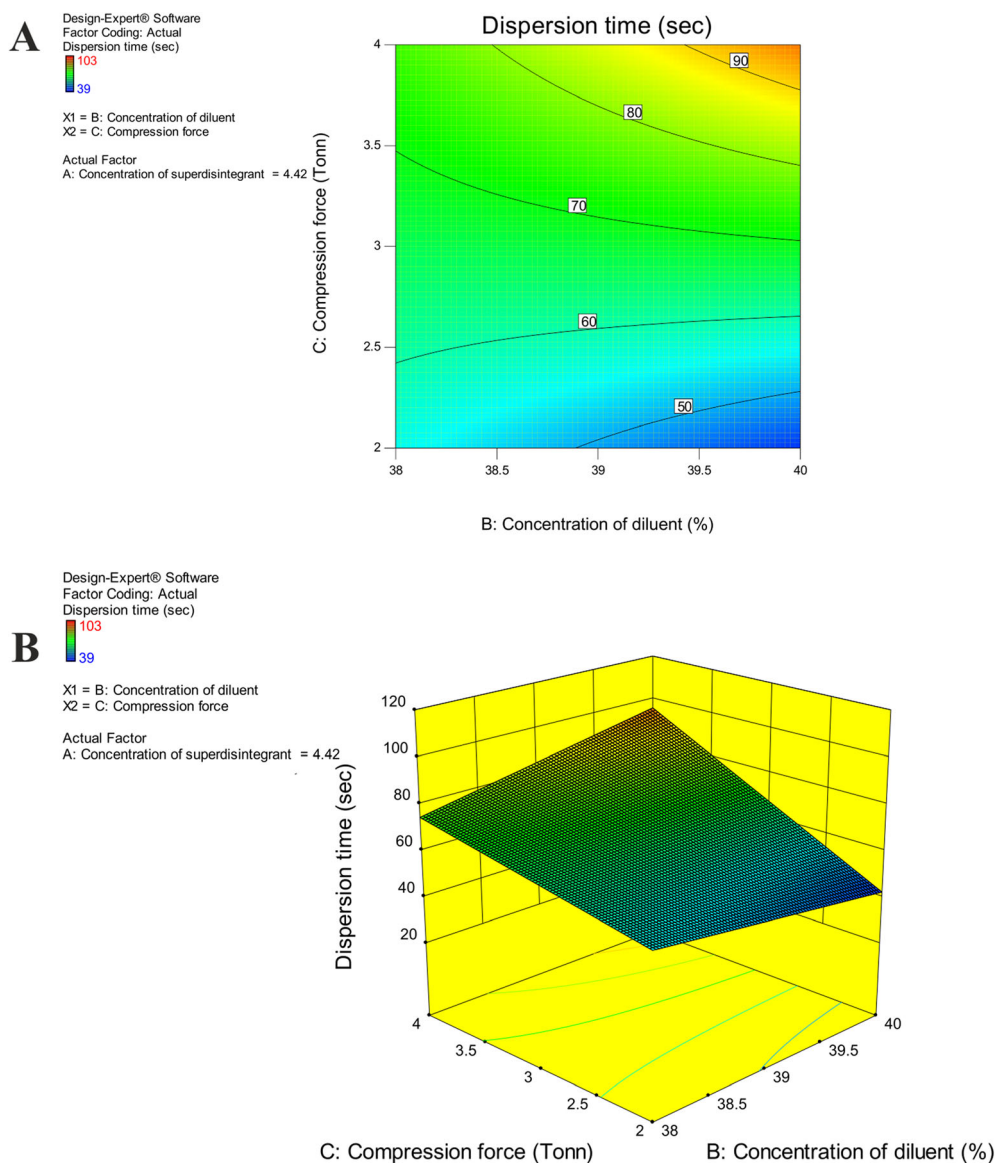 A
Design-Expert® Software
Factor Coding: Actual
Dispersion time (sec)
103
39
X1 = B: Concentration of diluent
X2 = C: Compression force
Actual Factor
A: Concentration of superdisintegrant = 4.42
Dispersion time (sec)
C: Compression force (Tonn)
4
3.5
3
2.5
2
90
80
70
60
50
38
38.5
39
39.5
40
B: Concentration of diluent (%)
B
Design-Expert® Software
Factor Coding: Actual
Dispersion time (sec)
103
39
X1 = B: Concentration of diluent
X2 = C: Compression force
Actual Factor
A: Concentration of superdisintegrant = 4.42
Dispersion time (sec)
120
100
80
60
40
20
4
3.5
3
2.5
2
38
38.5
39
39.5
40
C: Compression force (Tonn)
B: Concentration of diluent (%)